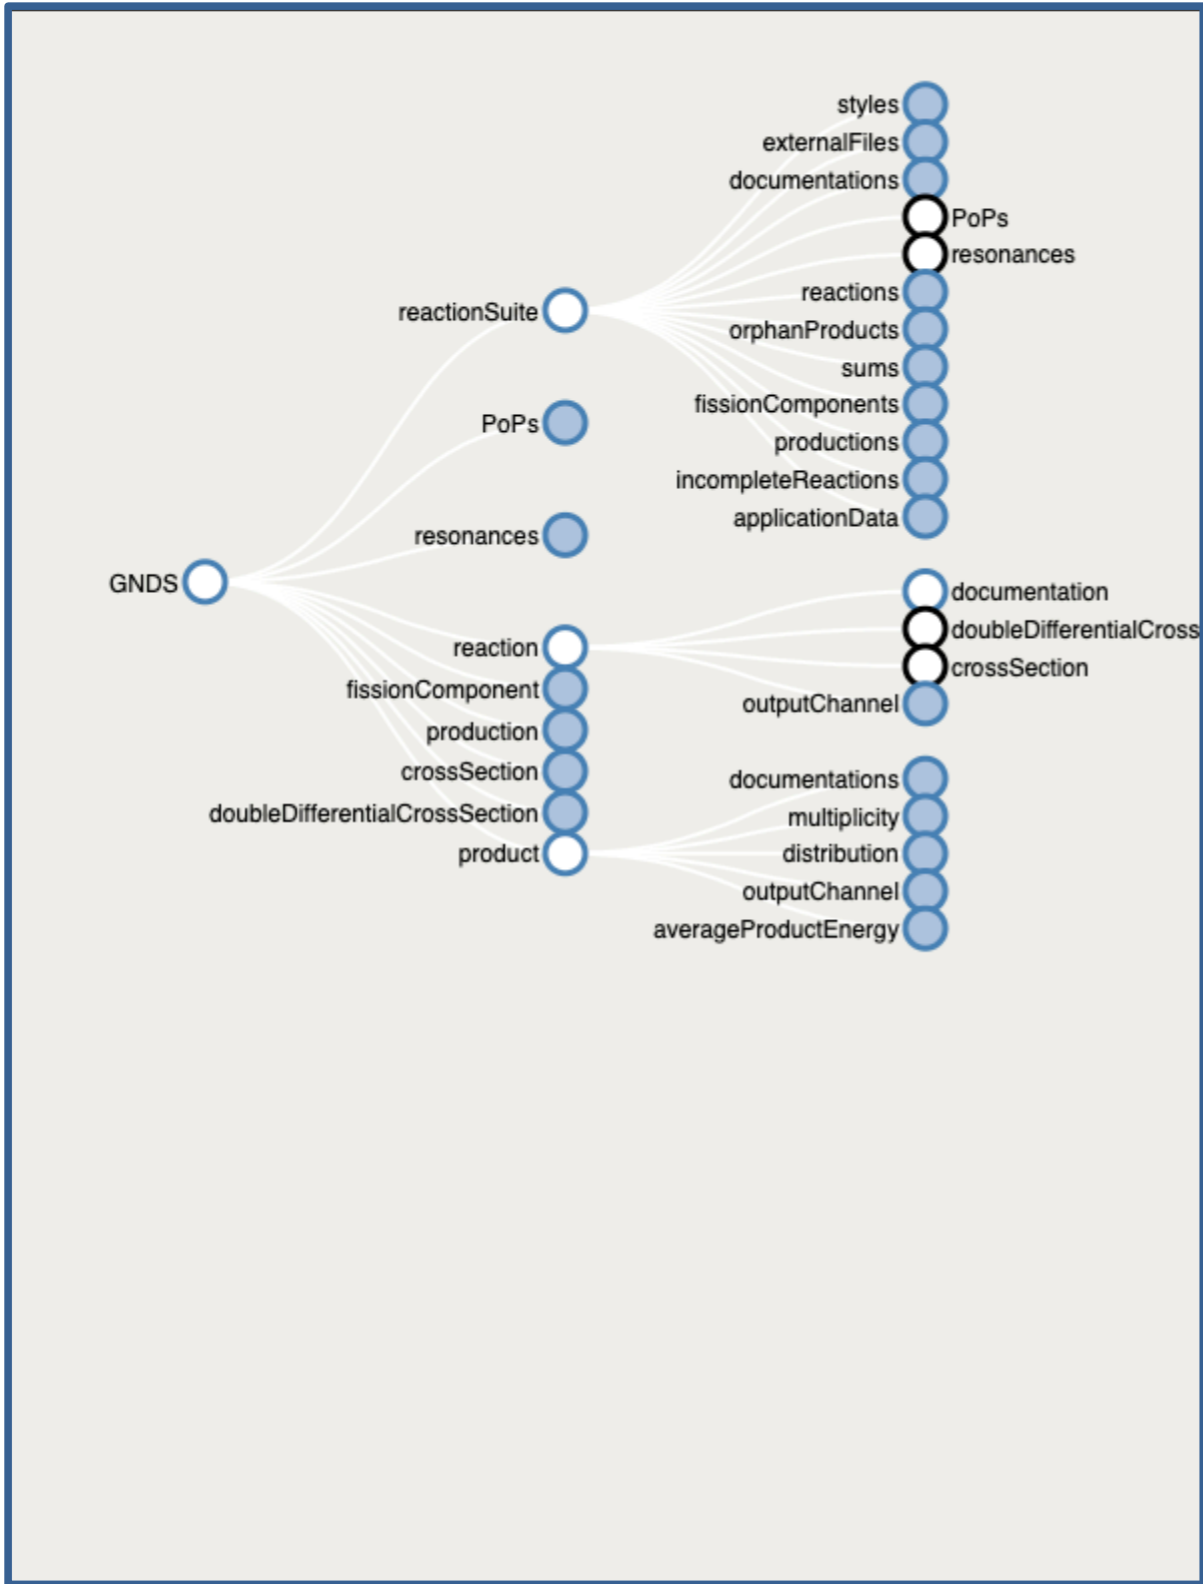 styles
externalFiles
documentations
PoPs
resonances
reactions
reactionSuite
orphanProducts
sums
fissionComponents
PoPs
productions
incompleteReactions
applicationData
resonances
GNDS
documentation
doubleDifferentialCross
reaction
crossSection
fissionComponent
outputChannel
production
crossSection
documentations
doubleDifferentialCrossSection
multiplicity
product
distribution
outputChannel
averageProductEnergy